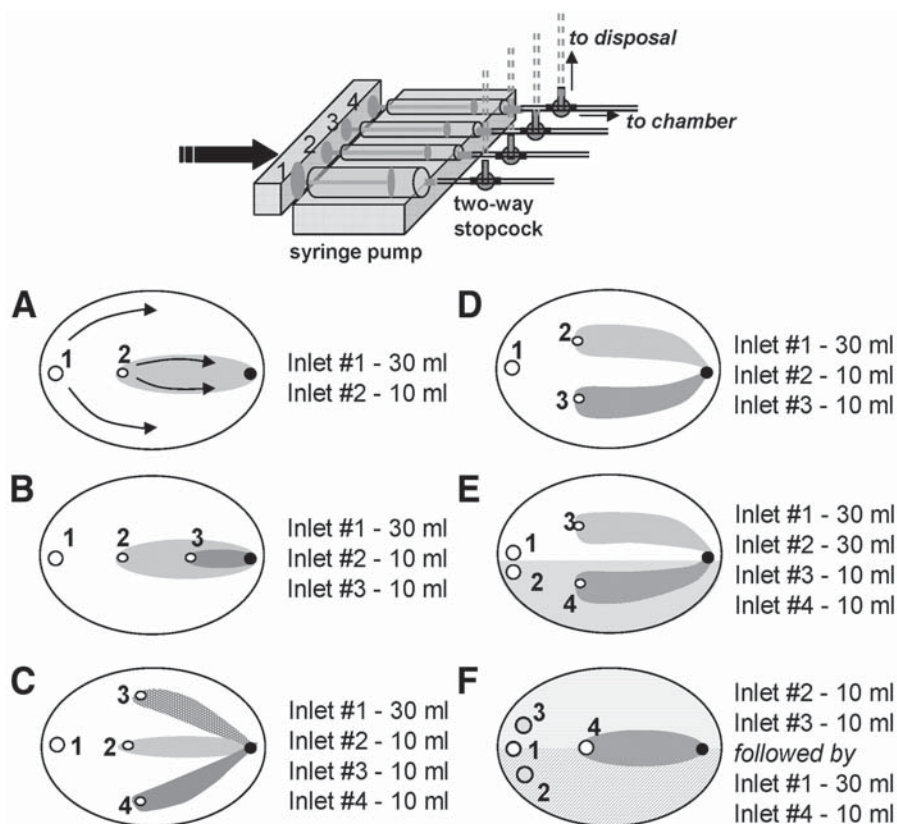 to disposal
to chamber
1 2 3 4
two-way
stopcock
syringe pump
A
1
2
Inlet #1 - 30 ml
Inlet #2 - 10 ml
B
1
2
3
Inlet #1 - 30 ml
Inlet #2 - 10 ml
Inlet #3 - 10 ml
C
3
1
2
4
Inlet #1 - 30 ml
Inlet #2 - 10 ml
Inlet #3 - 10 ml
Inlet #4 - 10 ml
D
2
1
3
Inlet #1 - 30 ml
Inlet #2 - 10 ml
Inlet #3 - 10 ml
E
3
1
2
4
Inlet #1 - 30 ml
Inlet #2 - 30 ml
Inlet #3 - 10 ml
Inlet #4 - 10 ml
F
3
4
1
2
Inlet #2 - 10 ml
Inlet #3 - 10 ml
followed by
Inlet #1 - 30 ml
Inlet #4 - 10 ml